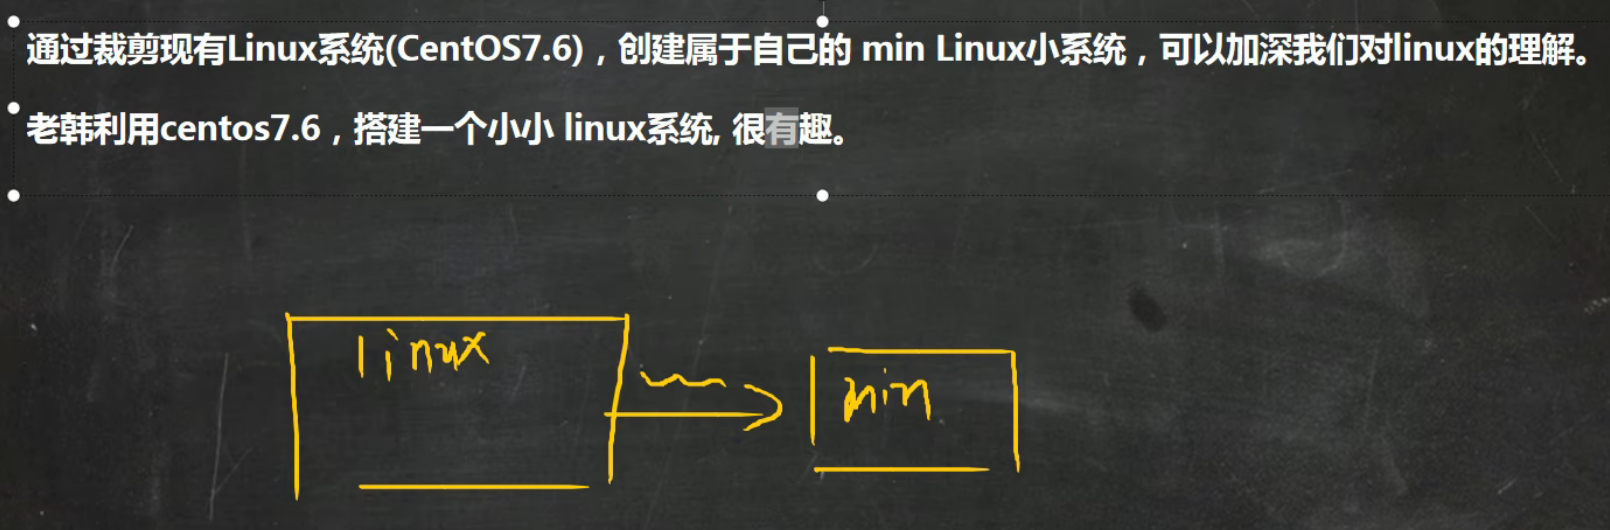 通过裁剪现有Linux系统(CentOS7.6)，创建属于自己的 min Linux小系统，可以加深我们对linux的理解。
老韩利用centos7.6，搭建一个小小 linux系统, 很有趣。
linux
min